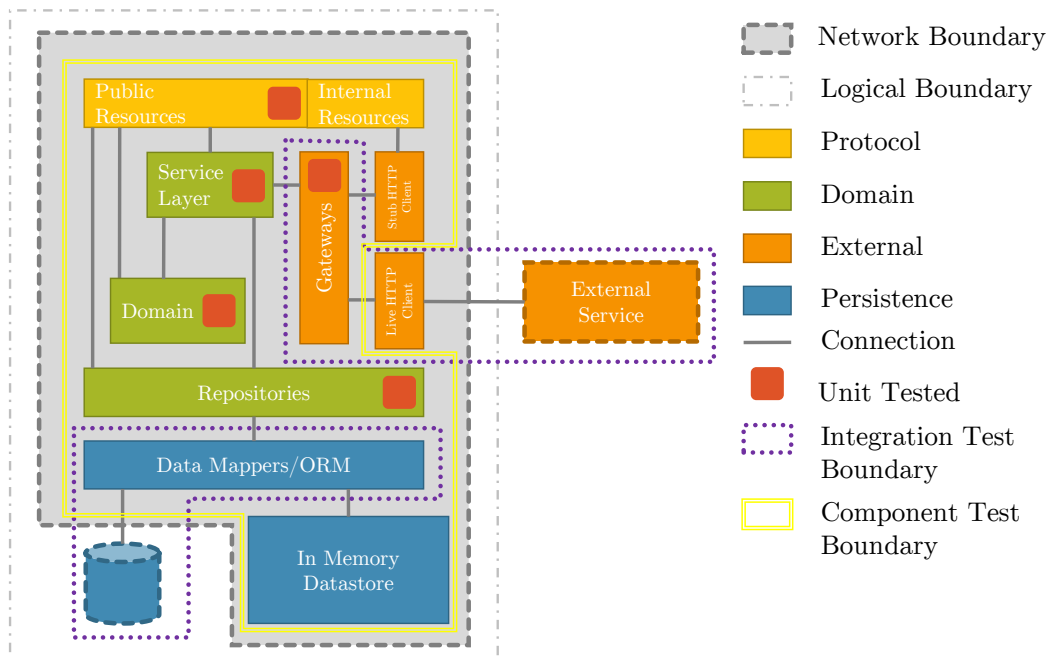 Public
Resources
Internal
Resources
Service
Layer
Gateways
Stub HTTP
Client
Live HTTP
Client
External
Service
Domain
Repositories
Data Mappers/ORM
In Memory
Datastore
Network Boundary
Logical Boundary
Protocol
Domain
External
Persistence
Connection
Unit Tested
Integration Test
Boundary
Component Test
Boundary